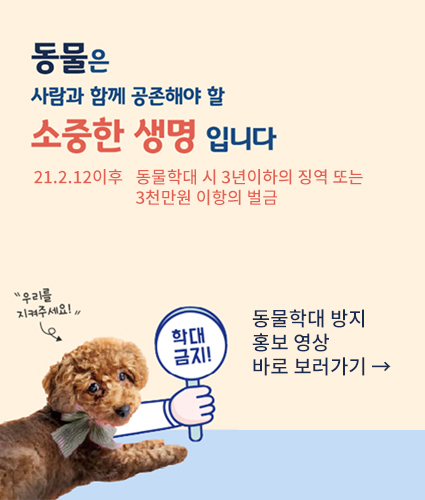 동물은
사람과 함께 공존해야 할
소중한 생명 입니다
21.2.12이후 동물학대 시 3년이하의 징역 또는
3천만원 이항의 벌금
"우리를
지켜주세요!"
학대
금지!
동물학대 방지
홍보 영상
바로 보러가기 →